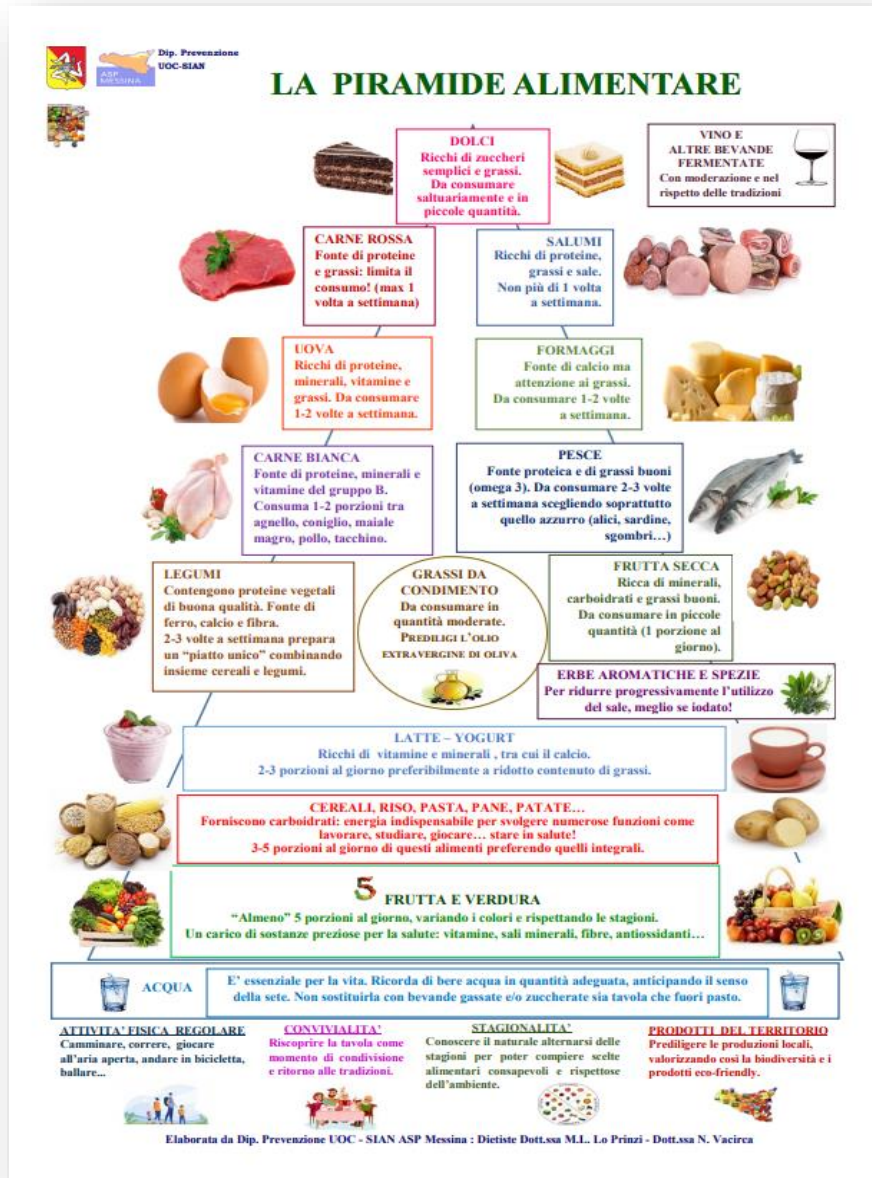 Dip. Prevenzione
UOC-SIAN
ASP
MESSINA
LA PIRAMIDE ALIMENTARE
DOLCI
Ricchi di zuccheri
semplici e grassi.
Da consumare
saltuariamente e in
piccole quantità.
VINO E
ALTRE BEVANDE
FERMENTATE
Con moderazione e nel
rispetto delle tradizioni
CARNE ROSSA
Fonte di proteine
e grassi: limita il
consumo! (max 1
volta a settimana)
SALUMI
Ricchi di proteine,
grassi e sale.
Non più di 1 volta
a settimana.
UOVA
Ricchi di proteine,
minerali, vitamine e
grassi. Da consumare
1-2 volte a settimana.
FORMAGGI
Fonte di calcio ma
attenzione ai grassi.
Da consumare 1-2 volte
a settimana.
CARNE BIANCA
Fonte di proteine, minerali e
vitamine del gruppo B.
Consuma 1-2 porzioni tra
agnello, coniglio, maiale
magro, pollo, tacchino.
PESCE
Fonte proteica e di grassi buoni
(omega 3). Da consumare 2-3 volte
a settimana scegliendo soprattutto
quello azzurro (alici, sardine,
sgombri…)
LEGUMI
Contengono proteine vegetali
di buona qualità. Fonte di
ferro, calcio e fibra.
2-3 volte a settimana prepara
un “piatto unico” combinando
insieme cereali e legumi.
GRASSI DA
CONDIMENTO
Da consumare in
quantità moderate.
PREDILIGI L’OLIO
EXTRAVERGINE DI OLIVA
FRUTTA SECCA
Ricca di minerali,
carboidrati e grassi buoni.
Da consumare in piccole
quantità (1 porzione al
giorno).
ERBE AROMATICHE E SPEZIE
Per ridurre progressivamente l’utilizzo
del sale, meglio se iodato!
LATTE – YOGURT
Ricchi di vitamine e minerali , tra cui il calcio.
2-3 porzioni al giorno preferibilmente a ridotto contenuto di grassi.
CEREALI, RISO, PASTA, PANE, PATATE…
Forniscono carboidrati: energia indispensabile per svolgere numerose funzioni come
lavorare, studiare, giocare… stare in salute!
3-5 porzioni al giorno di questi alimenti preferendo quelli integrali.
5 FRUTTA E VERDURA
“Almeno” 5 porzioni al giorno, variando i colori e rispettando le stagioni.
Un carico di sostanze preziose per la salute: vitamine, sali minerali, fibre, antiossidanti…
ACQUA
E’ essenziale per la vita. Ricorda di bere acqua in quantità adeguata, anticipando il senso
della sete. Non sostituirla con bevande gassate e/o zuccherate sia tavola che fuori pasto.
ATTIVITA’ FISICA REGOLARE
Camminare, correre, giocare
all’aria aperta, andare in bicicletta,
ballare...
CONVIVIALITA’
Riscoprire la tavola come
momento di condivisione
e ritorno alle tradizioni.
STAGIONALITA’
Conoscere il naturale alternarsi delle
stagioni per poter compiere scelte
alimentari consapevoli e rispettose
dell’ambiente.
PRODOTTI DEL TERRITORIO
Prediligere le produzioni locali,
valorizzando così la biodiversità e i
prodotti eco-friendly.
Elaborata da Dip. Prevenzione UOC - SIAN ASP Messina : Dietiste Dott.ssa M.L. Lo Prinzi - Dott.ssa N. Vacirca